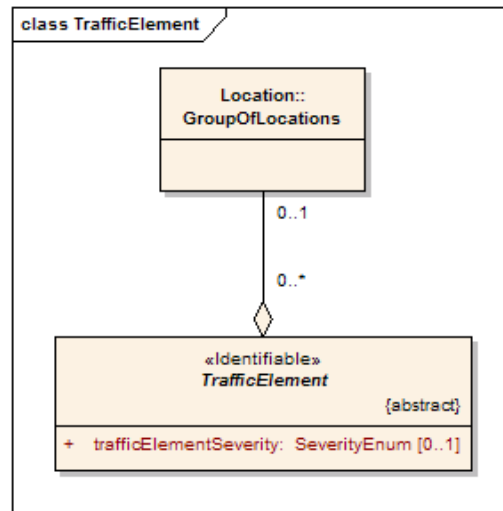 class TrafficElement
Location::
GroupOfLocations
0..1
0..*
«Identifiable»
TrafficElement
{abstract}
+ trafficElementSeverity: SeverityEnum [0..1]